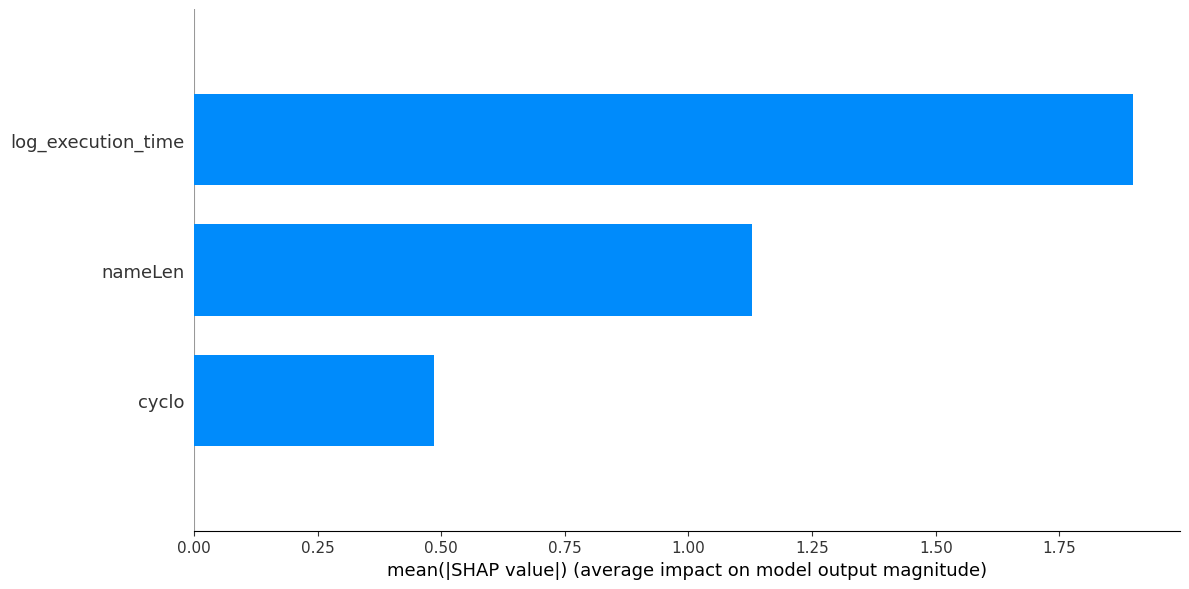 log_execution_time
nameLen
cyclo
0.00 0.25 0.50 0.75 1.00 1.25 1.50 1.75
mean(|SHAP value|) (average impact on model output magnitude)